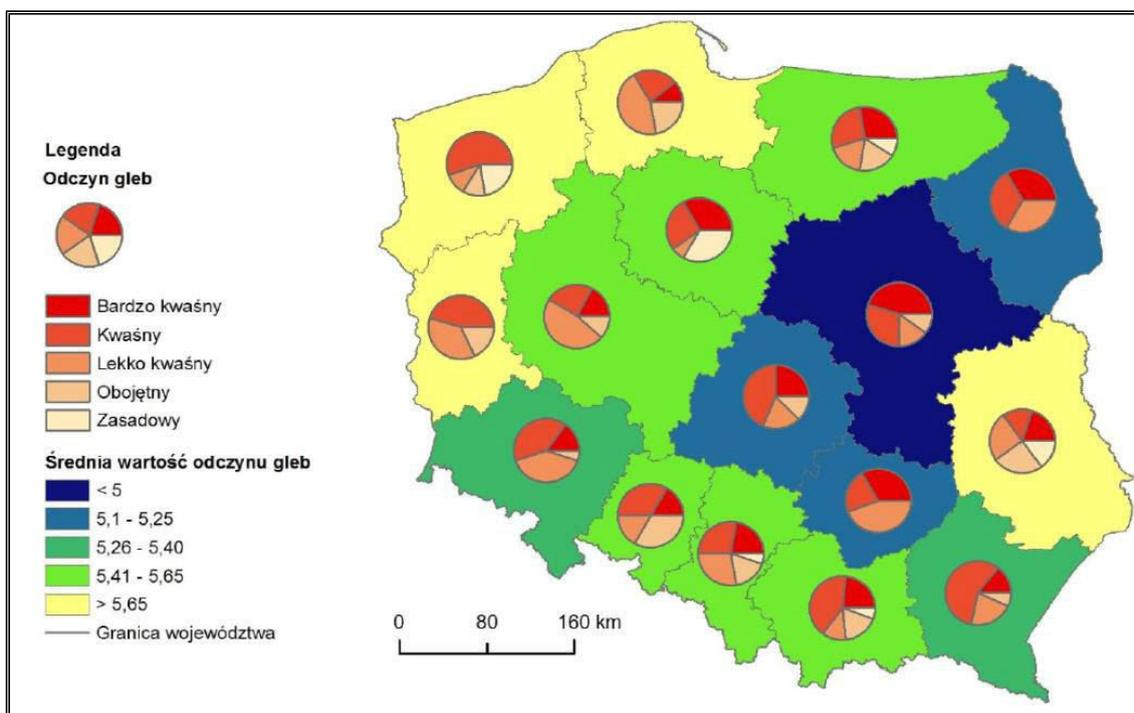 Legenda
Odczyn gleb
Bardzo kwaśny
Kwaśny
Lekko kwaśny
Obojętny
Zasadowy
Średnia wartość odczynu gleb
< 5
5,1 - 5,25
5,26 - 5,40
5,41 - 5,65
> 5,65
Granica województwa
0 80 160 km